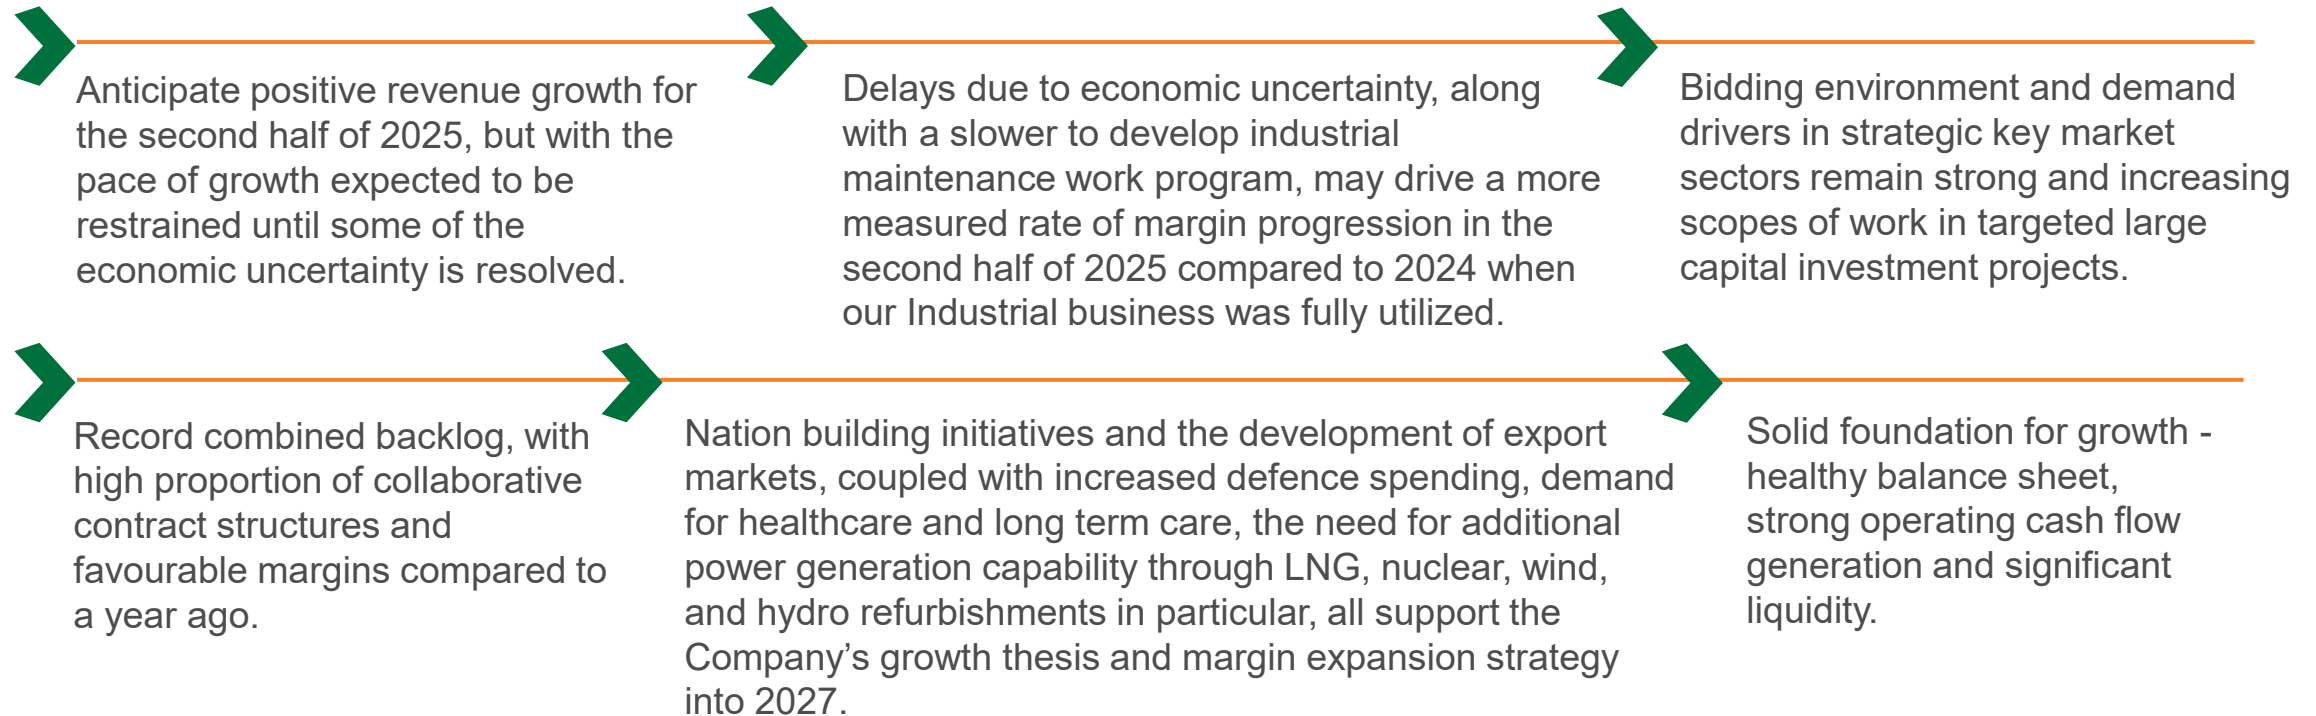 Anticipate positive revenue growth for
the second half of 2025, but with the
pace of growth expected to be
restrained until some of the
economic uncertainty is resolved.
Delays due to economic uncertainty, along
with a slower to develop industrial
maintenance work program, may drive a more
measured rate of margin progression in the
second half of 2025 compared to 2024 when
our Industrial business was fully utilized.
Bidding environment and demand
drivers in strategic key market
sectors remain strong and increasing
scopes of work in targeted large
capital investment projects.
Record combined backlog, with
high proportion of collaborative
contract structures and
favourable margins compared to
a year ago.
Nation building initiatives and the development of export
markets, coupled with increased defence spending, demand
for healthcare and long term care, the need for additional
power generation capability through LNG, nuclear, wind,
and hydro refurbishments in particular, all support the
Company’s growth thesis and margin expansion strategy
into 2027.
Solid foundation for growth -
healthy balance sheet,
strong operating cash flow
generation and significant
liquidity.